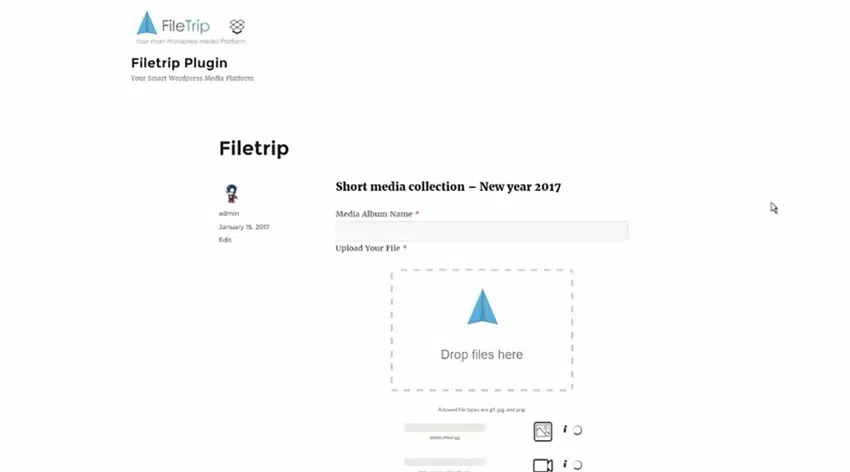 FileTrip
Your main Wordpress Media Platform
Filetrip Plugin
Your Smart Wordpress Media Platform
Filetrip
admin
January 15, 2017
Edit
Short media collection – New year 2017
Media Album Name *
Upload Your File *
Drop files here
Allowed file types are gif, jpg, and png
i
i